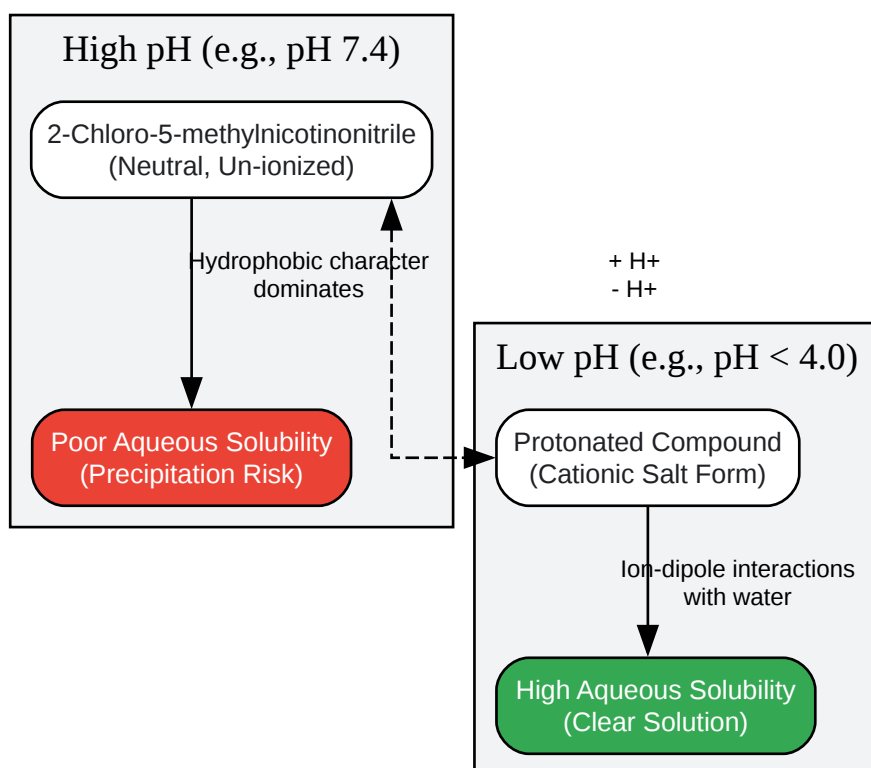 High pH (e.g., pH 7.4)
2-Chloro-5-methylnicotinonitrile
(Neutral, Un-ionized)
Hydrophobic character
dominates
Poor Aqueous Solubility
(Precipitation Risk)
+ H+
- H+
Low pH (e.g., pH < 4.0)
Protonated Compound
(Cationic Salt Form)
Ion-dipole interactions
with water
High Aqueous Solubility
(Clear Solution)